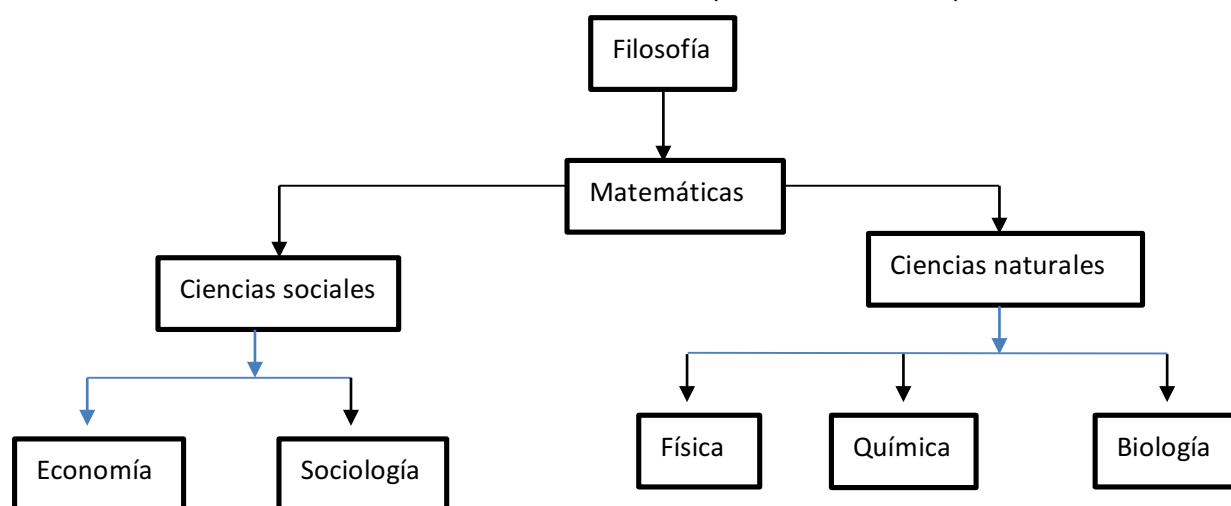 Filosofía
Matemáticas
Ciencias sociales
Ciencias naturales
Economía
Sociología
Física
Química
Biología